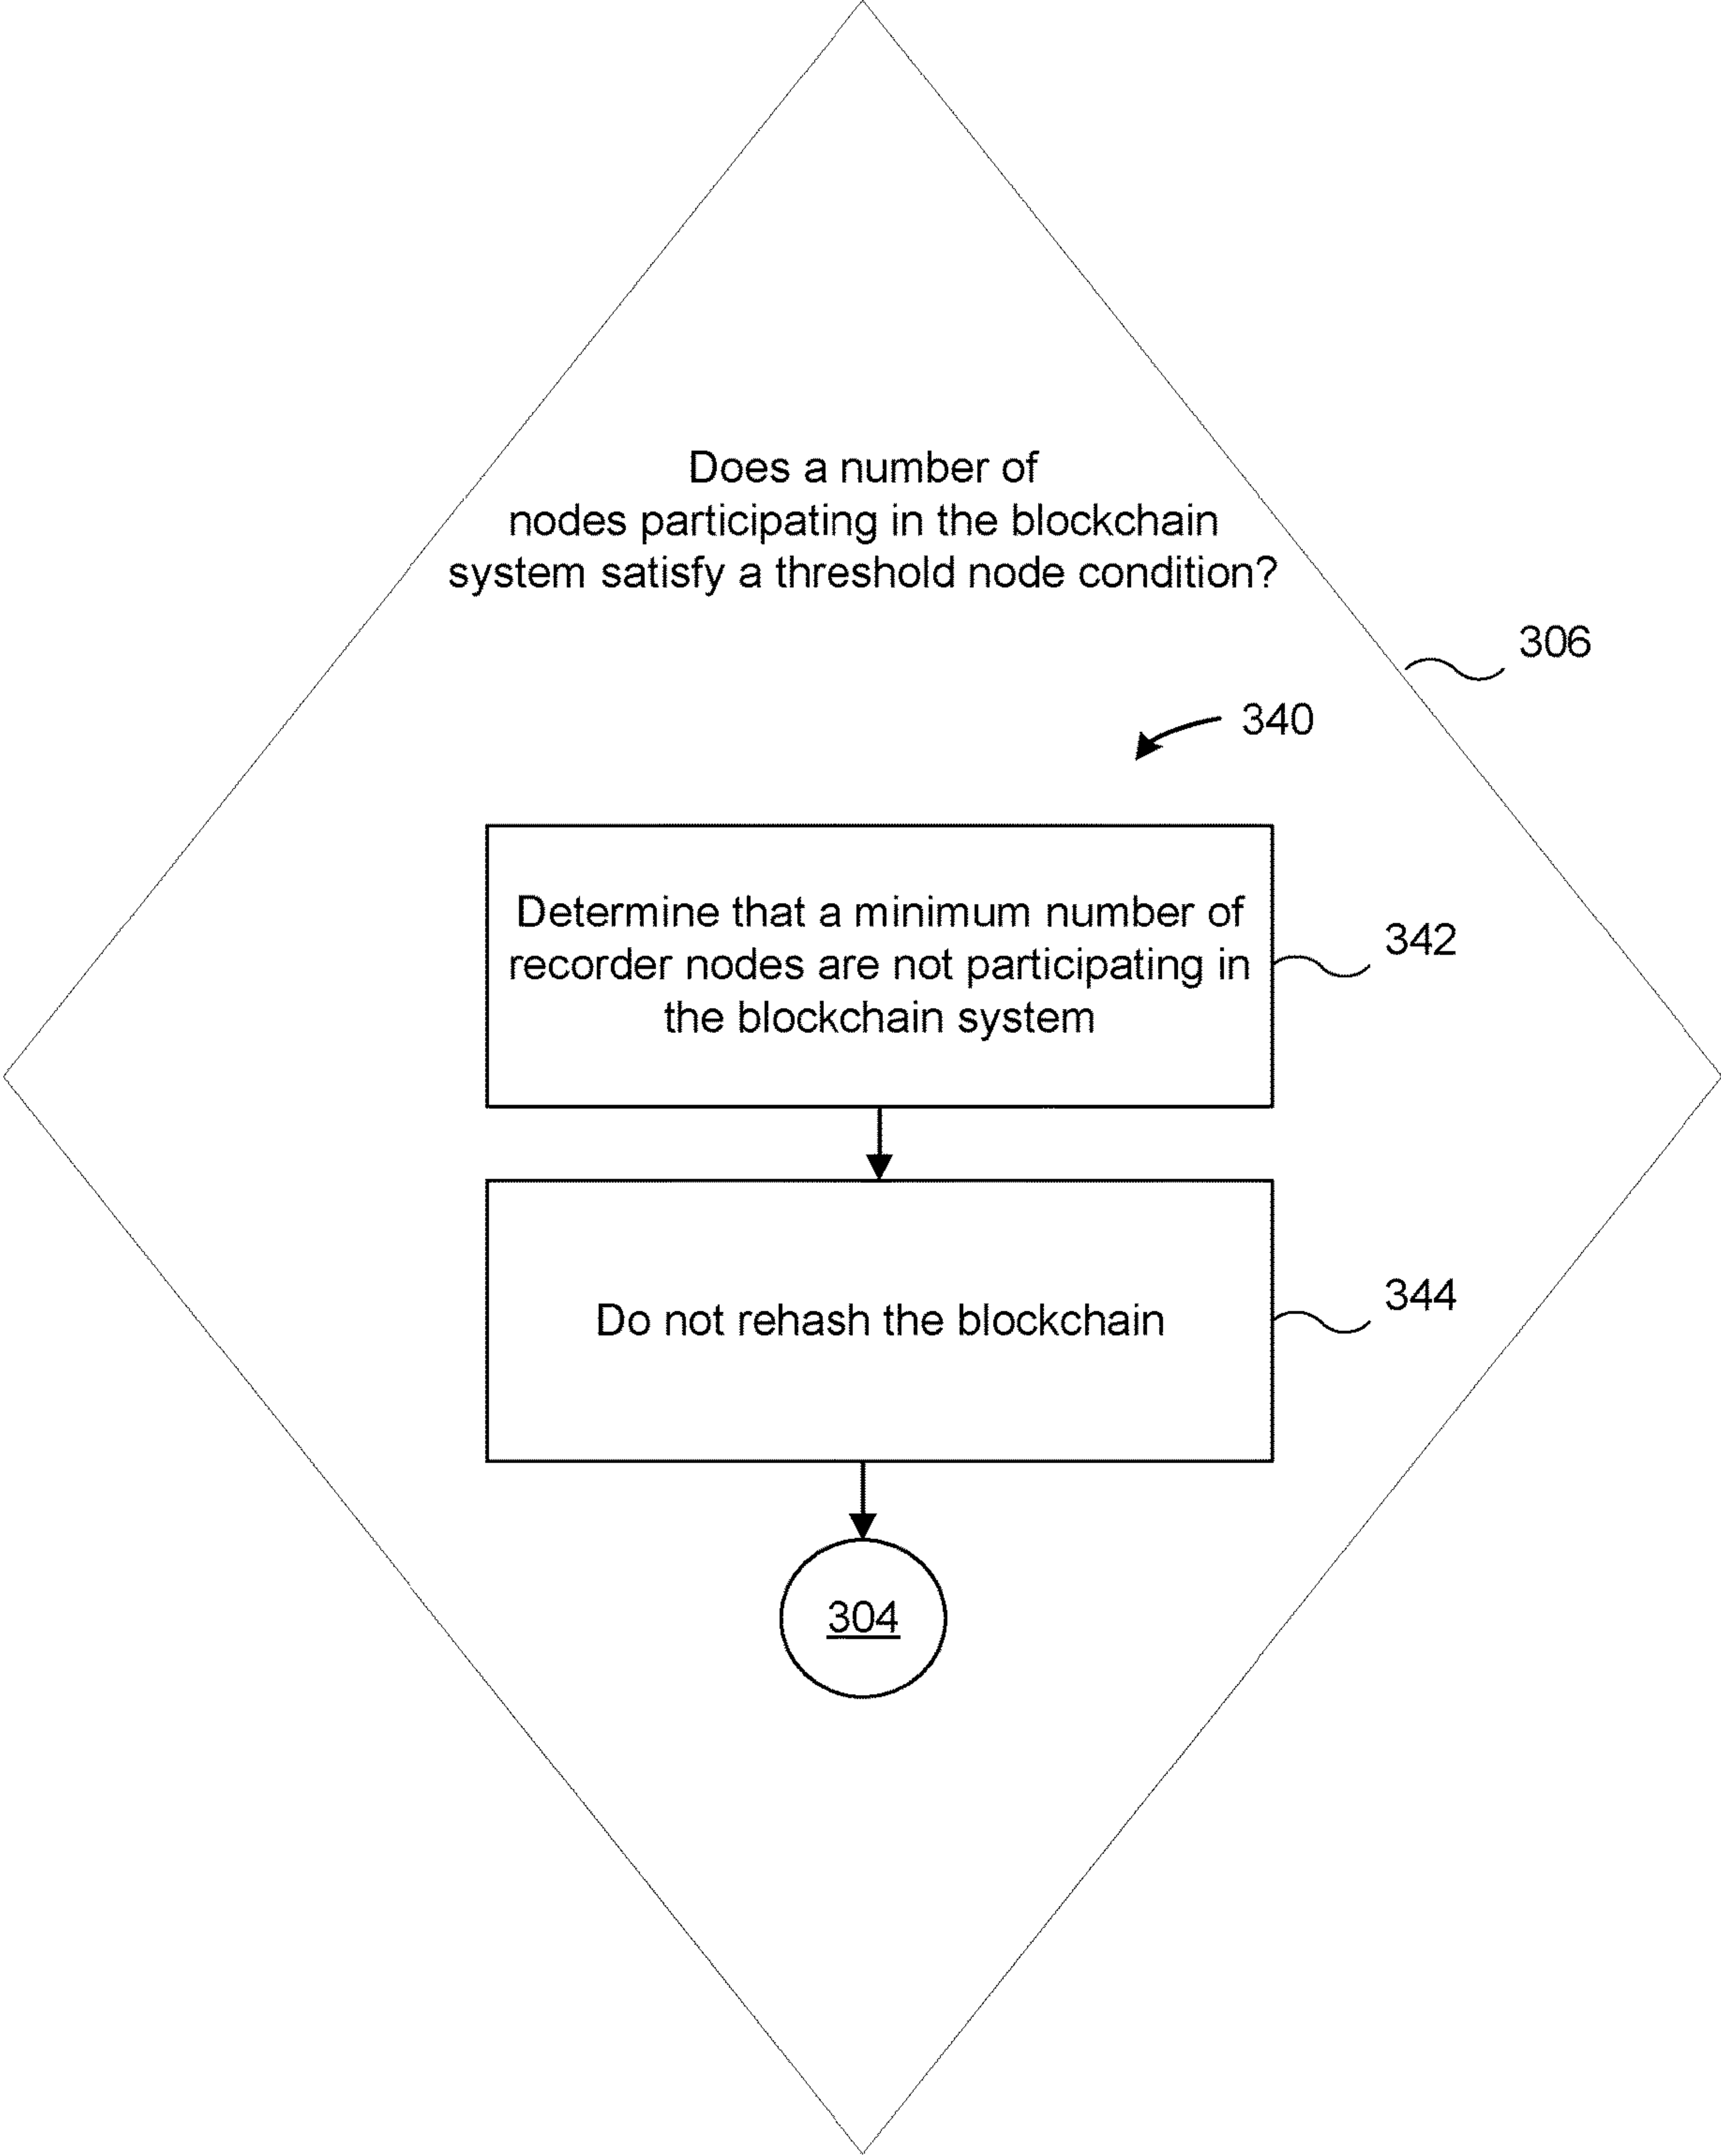 Does a number of
nodes participating in the blockchain
system satisfy a threshold node condition?
306
340
Determine that a minimum number of
recorder nodes are not participating in
the blockchain system
342
Do not rehash the blockchain
344
304